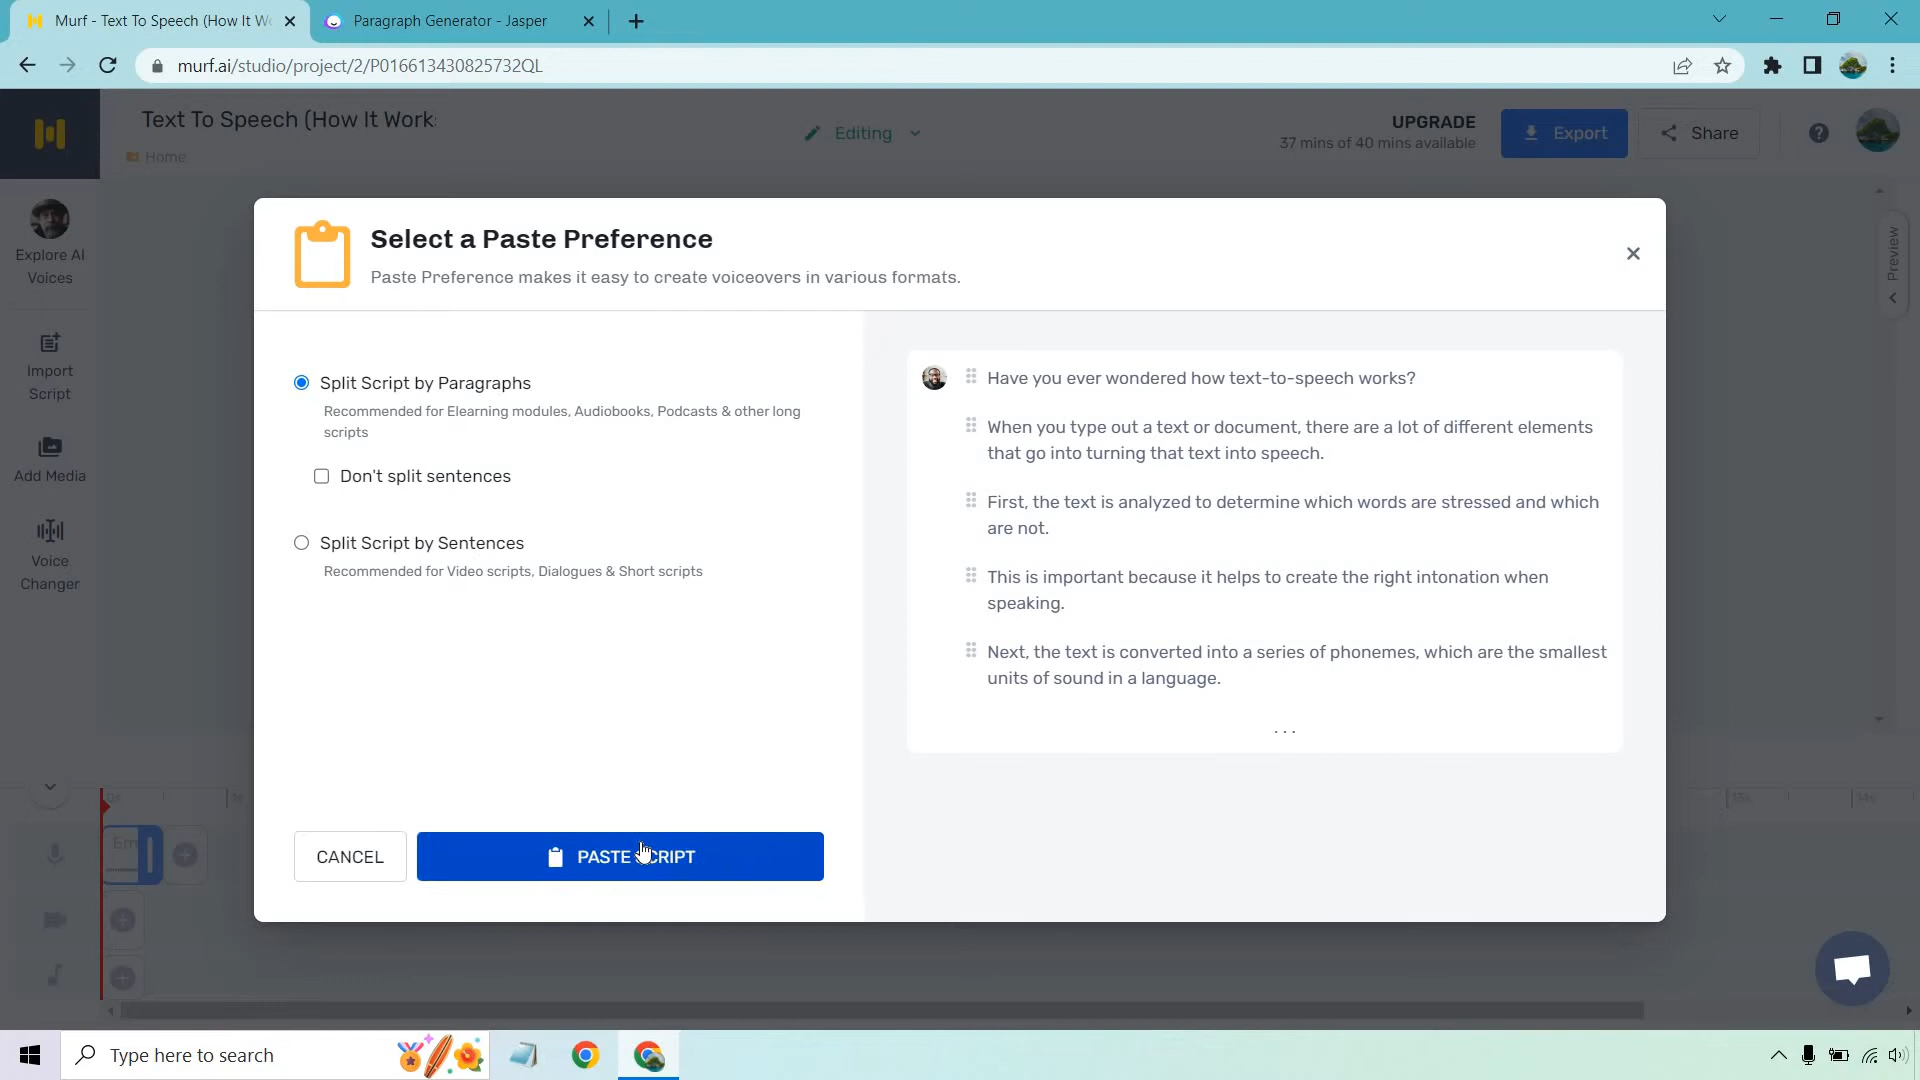 Murf - Text To Speech (How It Wo
Paragraph Generator - Jasper
murf.ai/studio/project/2/P016613430825732QL
Text To Speech (How It Works
Home
Editing
UPGRADE
37 mins of 40 mins available
Export
Share
Explore AI
Voices
Import
Script
Add Media
Voice
Changer
Preview
Select a Paste Preference
Paste Preference makes it easy to create voiceovers in various formats.
Split Script by Paragraphs
Recommended for Elearning modules, Audiobooks, Podcasts & other long
scripts
Don't split sentences
Split Script by Sentences
Recommended for Video scripts, Dialogues & Short scripts
CANCEL
PASTE SCRIPT
Have you ever wondered how text-to-speech works?
When you type out a text or document, there are a lot of different elements
that go into turning that text into speech.
First, the text is analyzed to determine which words are stressed and which
are not.
This is important because it helps to create the right intonation when
speaking.
Next, the text is converted into a series of phonemes, which are the smallest
units of sound in a language.
...
0s
13s
14s
Em
Type here to search